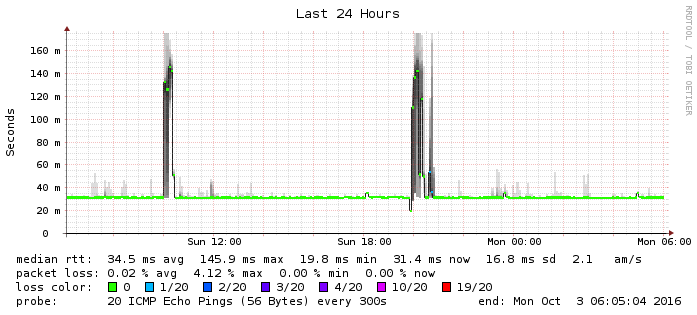 Last 24 Hours
RRDTOOL / TOBI OETIKER
Seconds
160 m
140 m
120 m
100 m
80 m
60 m
40 m
20 m
0
Sun 12:00 Sun 18:00 Mon 00:00 Mon 06:00
median rtt: 34.5 ms avg 145.9 ms max 19.8 ms min 31.4 ms now 16.8 ms sd 2.1 am/s
packet loss: 0.02 % avg 4.12 % max 0.00 % min 0.00 % now
loss color: 0 1/20 2/20 3/20 4/20 10/20 19/20
probe: 20 ICMP Echo Pings (56 Bytes) every 300s end: Mon Oct 3 06:05:04 2016